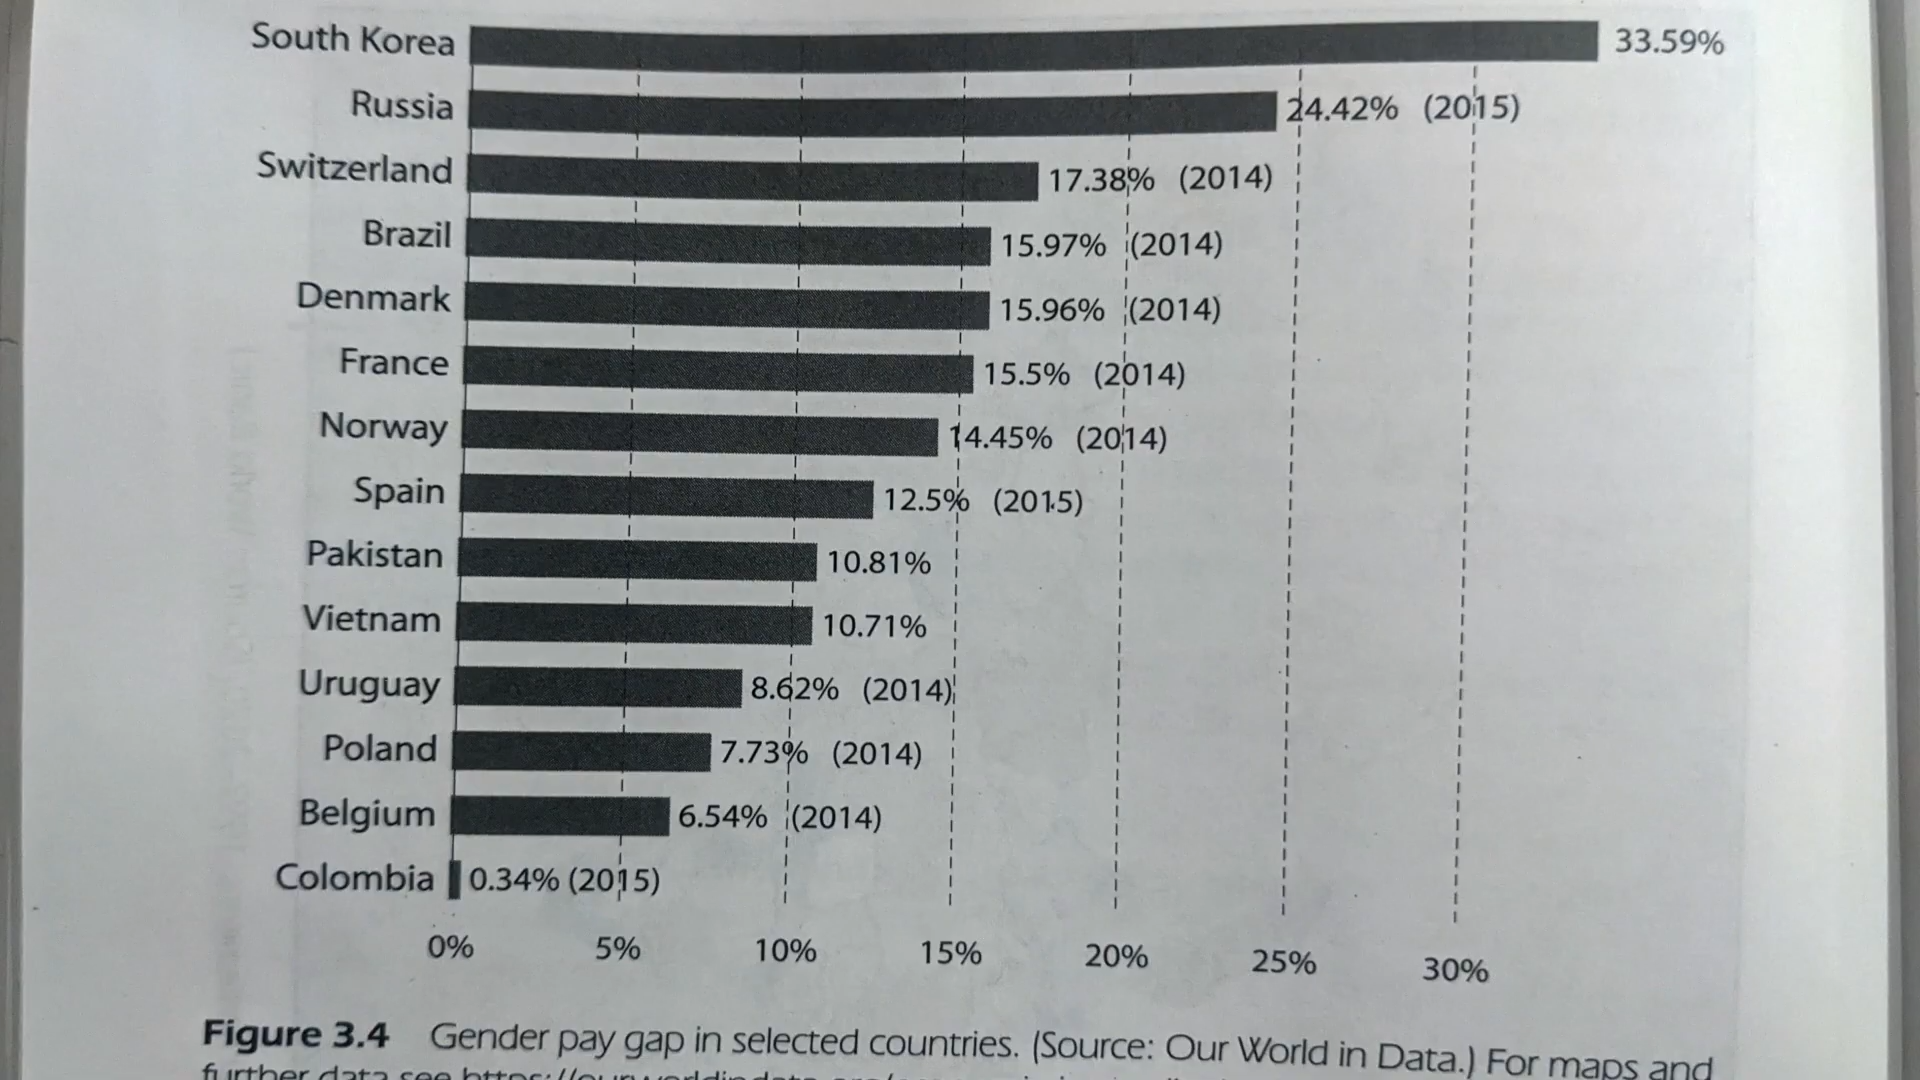 South Korea 33.59%
Russia 24.42% (2015)
Switzerland 17.38% (2014)
Brazil 15.97% (2014)
Denmark 15.96% (2014)
France 15.5% (2014)
Norway 14.45% (2014)
Spain 12.5% (2015)
Pakistan 10.81%
Vietnam 10.71%
Uruguay 8.62% (2014)
Poland 7.73% (2014)
Belgium 6.54% (2014)
Colombia 0.34% (2015)
0% 5% 10% 15% 20% 25% 30%
Figure 3.4 Gender pay gap in selected countries. (Source: Our World in Data.) For maps and
further data see